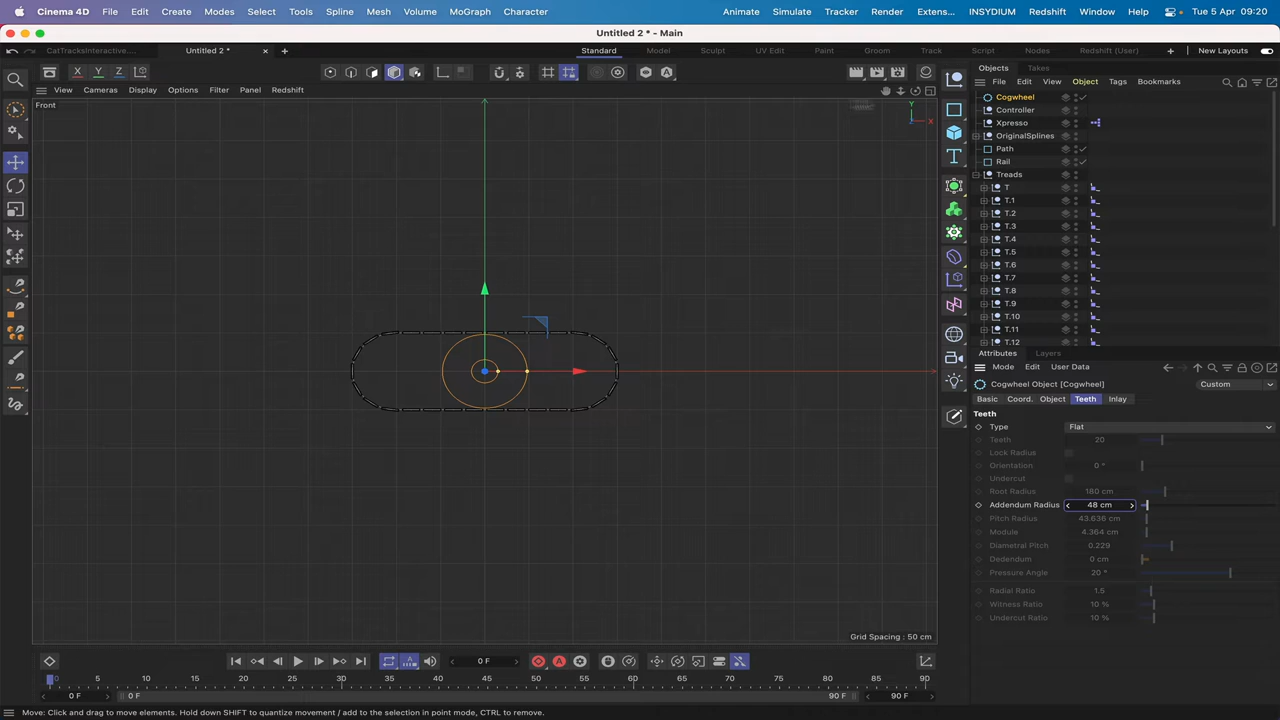 Cinema 4D File Edit Create Modes Select Tools Spline Mesh Volume MoGraph Character Animate Simulate Tracker Render Exten... INSYDIUM Redshift Window Help Tue 5 Apr 09:20
Untitled 2 * - Main
CatTracksInteractive.... Untitled 2 * Standard Model Sculpt UV Edit Paint Groom Track Script Nodes Redshift (User) New Layouts
X Y Z
Objects Takes
File Edit View Object Tags Bookmarks
View Cameras Display Options Filter Panel Redshift
Front
Y
X
Cogwheel
Controller
Xpresso
OriginalSplines
Path
Rail
Treads
T
T.1
T.2
T.3
T.4
T.5
T.6
T.7
T.8
T.9
T.10
T.11
T.12
Attributes Layers
Mode Edit User Data
Cogwheel Object [Cogwheel] Custom
Basic Coord. Object Teeth Inlay
Teeth
Type Flat
Teeth 20
Lock Radius
Orientation 0 °
Undercut
Root Radius 180 cm
Addendum Radius 48 cm
Pitch Radius 43.636 cm
Module 4.364 cm
Diametral Pitch 0.229
Dedendum 0 cm
Pressure Angle 20 °
Radial Ratio 1.5
Witness Ratio 10 %
Undercut Ratio 10 %
Grid Spacing : 50 cm
0 F
0 5 10 15 20 25 30 35 40 45 50 55 60 65 70 75 80 85 90
0 F 0 F 90 F 90 F
Move: Click and drag to move elements. Hold down SHIFT to quantize movement / add to the selection in point mode, CTRL to remove.